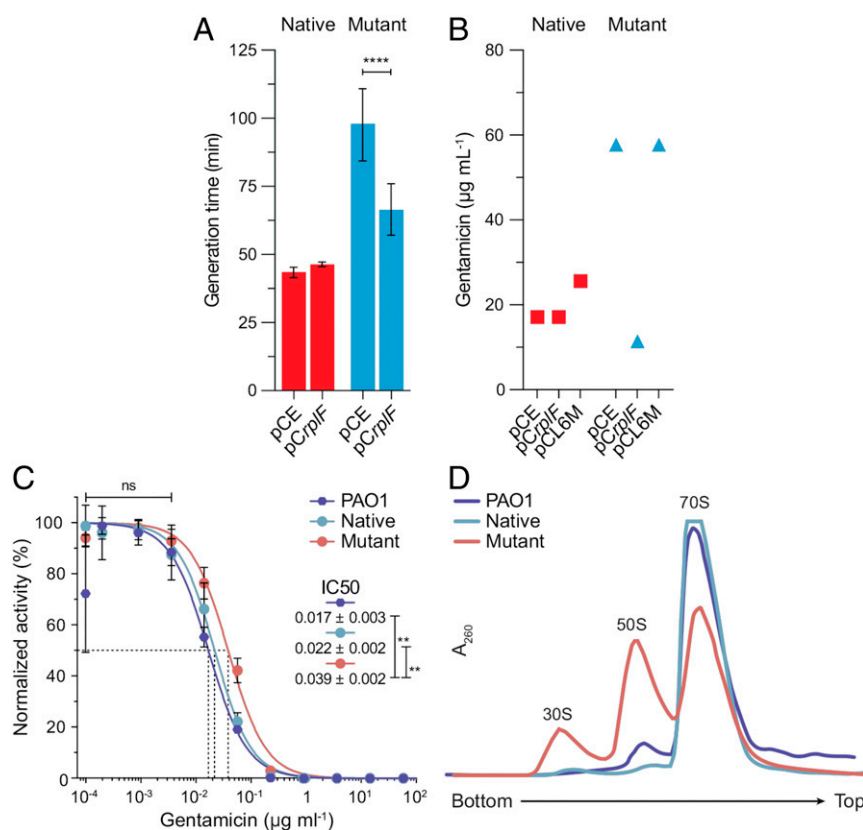 A
Native Mutant
125
100
75
50
25
0
Generation time (min)
****
pCE
pCrplF
pCE
pCrplF
B
Native Mutant
80
60
40
20
0
Gentamicin (µg mL⁻¹)
pCE
pCrplF
pCL6M
pCE
pCrplF
pCL6M
C
ns
100
80
60
40
20
0
Normalized activity (%)
10⁻⁴ 10⁻³ 10⁻² 10⁻¹ 1 10¹ 10²
Gentamicin (µg ml⁻¹)
PAO1
Native
Mutant
IC50
0.017 ± 0.003
0.022 ± 0.002
0.039 ± 0.002
**
**
D
PAO1
Native
Mutant
A₂₆₀
30S
50S
70S
Bottom Top